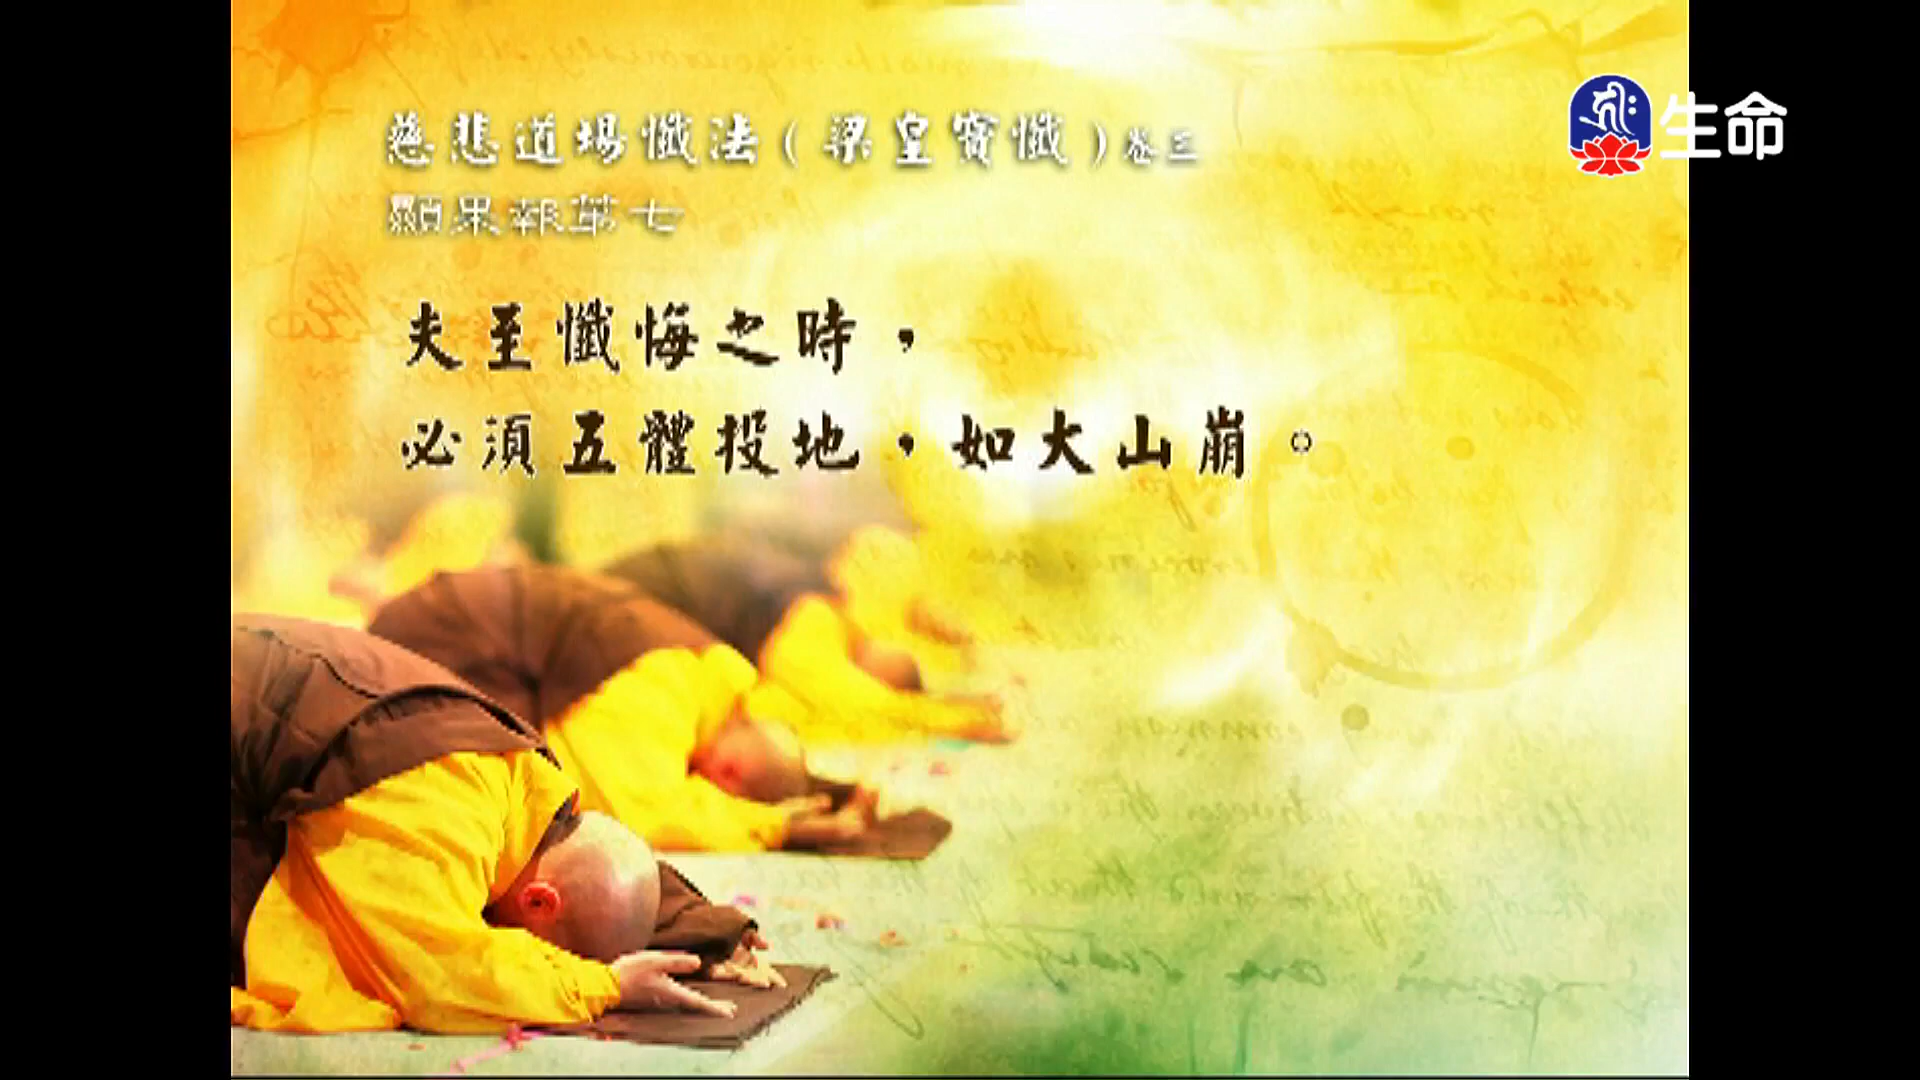 慈悲道場懺法(梁皇寶懺)卷三
顯果報第七
夫至懺悔之時，
必須五體投地，如大山崩。
生命